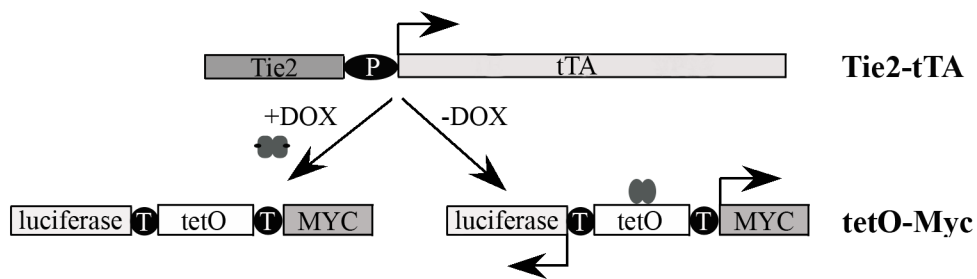 Tie2 P tTA Tie2-tTA
+DOX -DOX
luciferase T tetO T MYC luciferase T tetO T MYC tetO-Myc